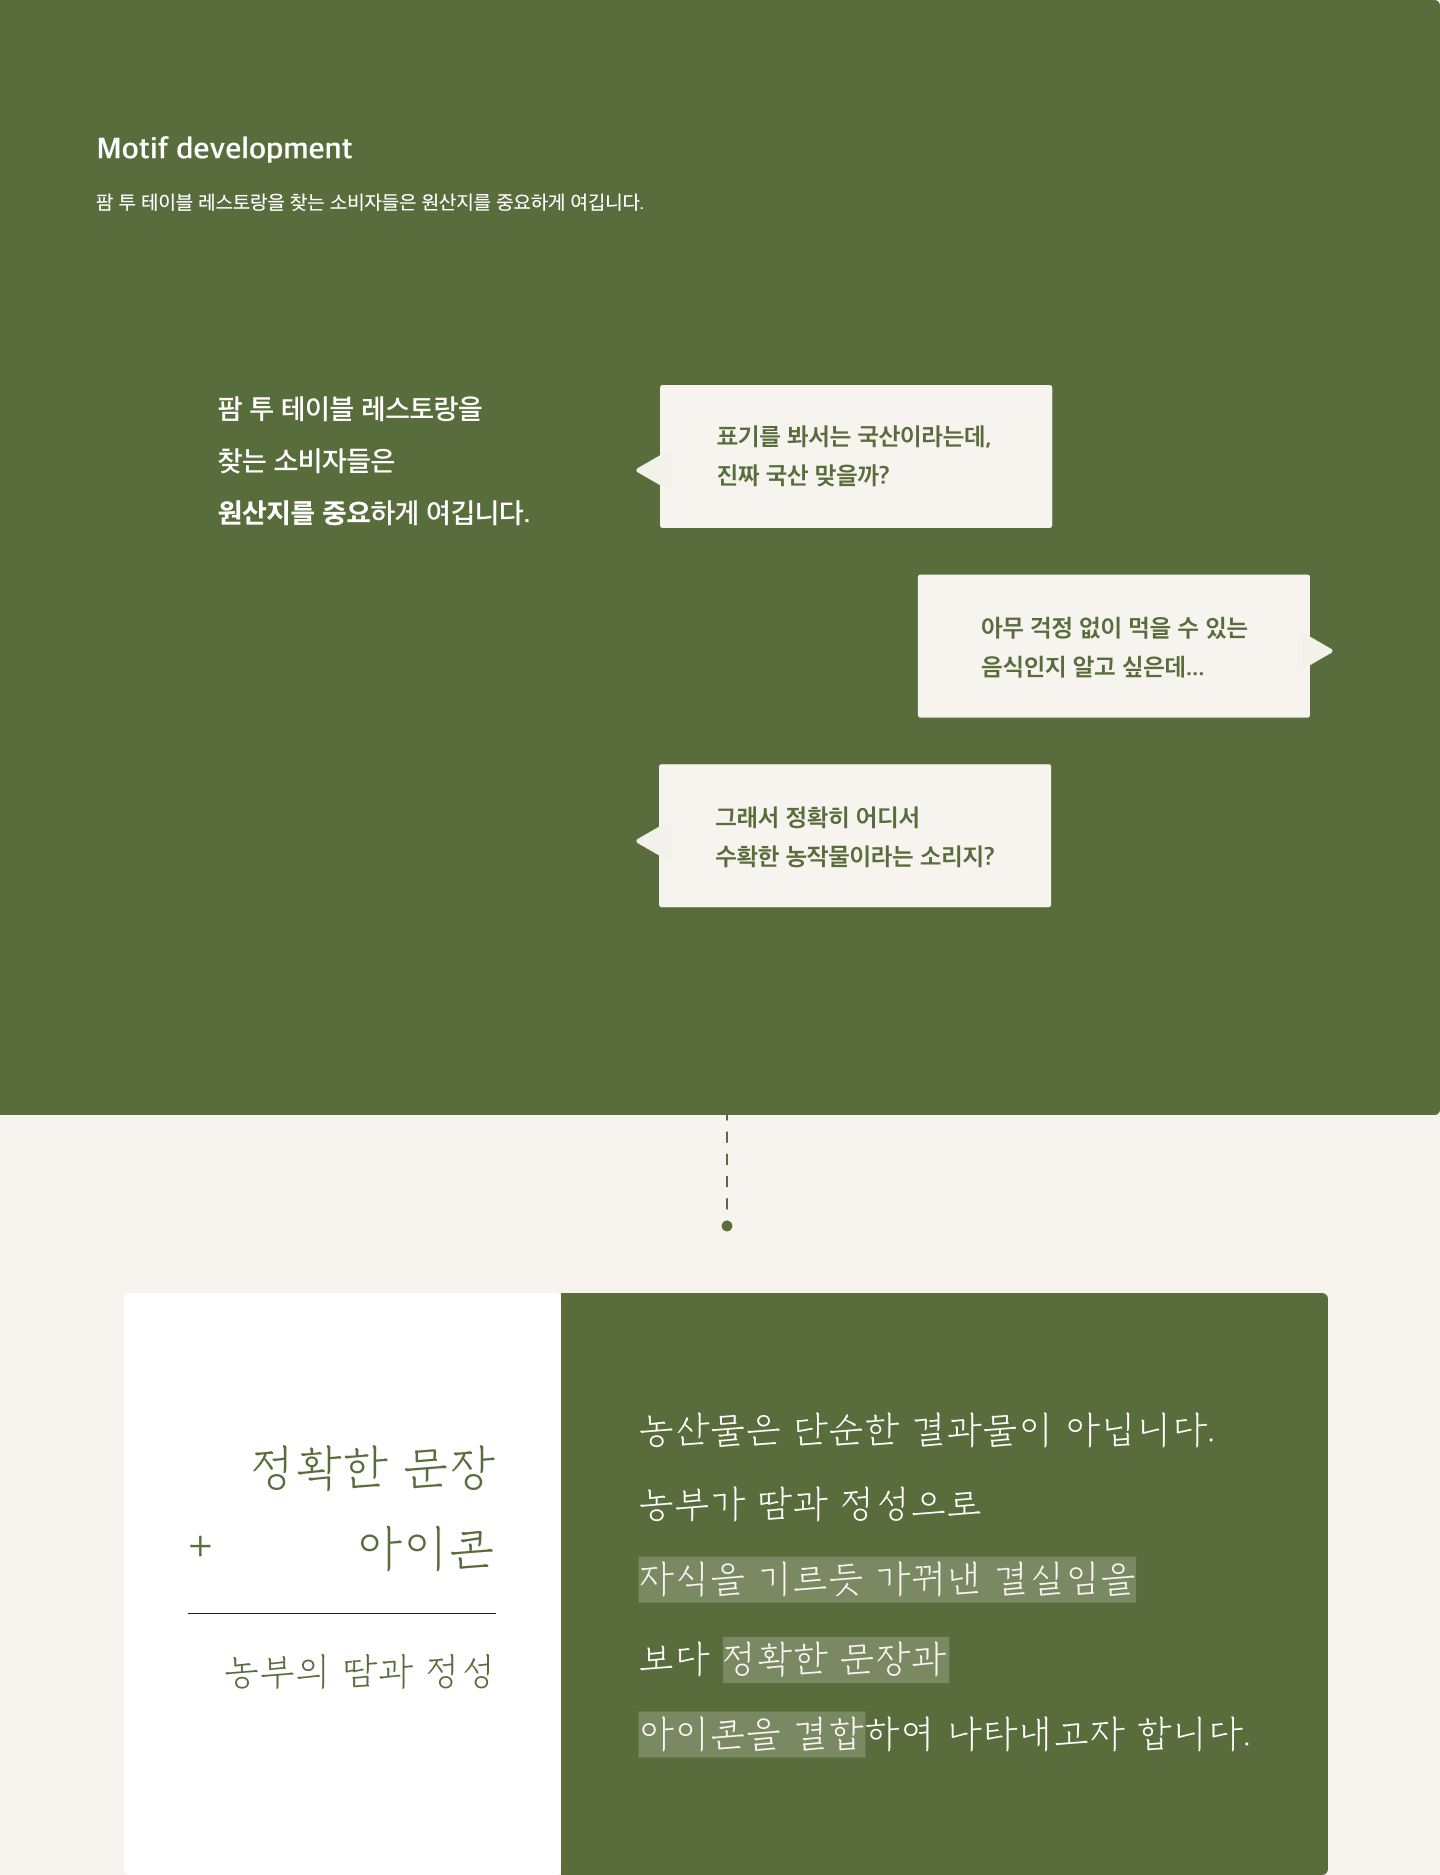 Motif development
팜 투 테이블 레스토랑을 찾는 소비자들은 원산지를 중요하게 여깁니다.
팜 투 테이블 레스토랑을
찾는 소비자들은
원산지를 중요하게 여깁니다.
표기를 봐서는 국산이라는데,
진짜 국산 맞을까?
아무 걱정 없이 먹을 수 있는
음식인지 알고 싶은데...
그래서 정확히 어디서
수확한 농작물이라는 소리지?
정확한 문장
+ 아이콘
농부의 땀과 정성
농산물은 단순한 결과물이 아닙니다.
농부가 땀과 정성으로
자식을 기르듯 가꿔낸 결실임을
보다 정확한 문장과
아이콘을 결합하여 나타내고자 합니다.